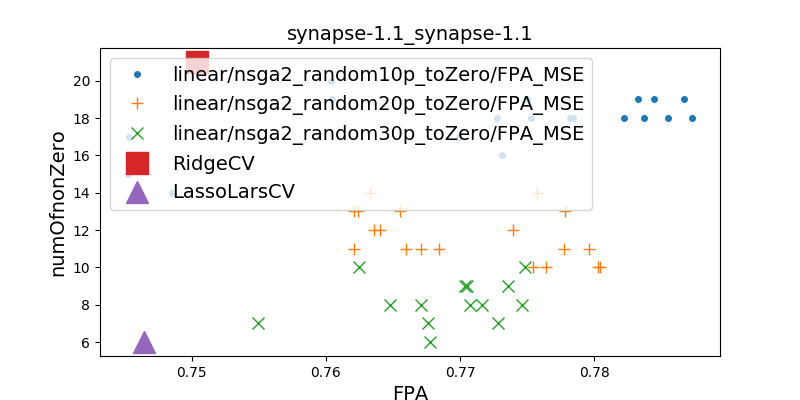 synapse-1.1_synapse-1.1
linear/nsga2_random10p_toZero/FPA_MSE
linear/nsga2_random20p_toZero/FPA_MSE
linear/nsga2_random30p_toZero/FPA_MSE
RidgeCV
LassoLarsCV
numOfnonZero
20
18
16
14
12
10
8
6
0.75
0.76
0.77
0.78
FPA